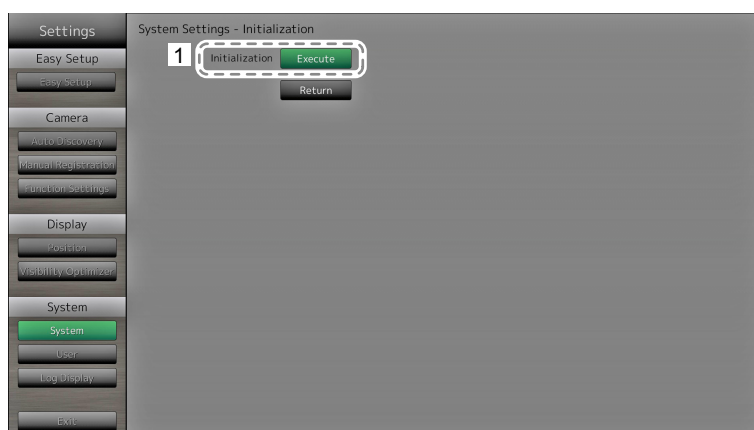 Settings
System Settings - Initialization
Easy Setup
1
Initialization
Execute
Easy Setup
Return
Camera
Auto Discovery
Manual Registration
Function Settings
Display
Position
Visibility Optimizer
System
System
User
Log Display
Exit